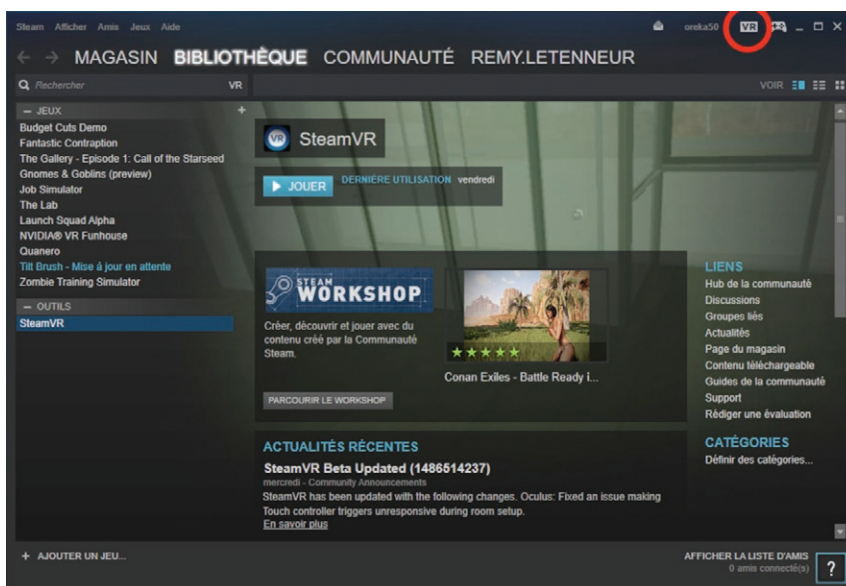 Steam Afficher Amis Jeux Aide
oreka50 VR
MAGASIN BIBLIOTHÈQUE COMMUNAUTÉ REMY.LETENNEUR
Rechercher VR
VOIR
— JEUX +
Budget Cuts Demo
Fantastic Contraption
The Gallery - Episode 1: Call of the Starseed
Gnomes & Goblins (preview)
Job Simulator
The Lab
Launch Squad Alpha
NVIDIA® VR Funhouse
Quanero
Tilt Brush - Mise à jour en attente
Zombie Training Simulator
— OUTILS
SteamVR
VR SteamVR
JOUER DERNIÈRE UTILISATION vendredi
STEAM
WORKSHOP
Créer, découvrir et jouer avec du
contenu créé par la Communauté
Steam.
PARCOURIR LE WORKSHOP
Conan Exiles - Battle Ready i...
LIENS
Hub de la communauté
Discussions
Groupes liés
Actualités
Page du magasin
Contenu téléchargeable
Guides de la communauté
Support
Rédiger une évaluation
CATÉGORIES
Définir des catégories...
ACTUALITÉS RÉCENTES
SteamVR Beta Updated (1486514237)
mercredi - Community Announcements
SteamVR has been updated with the following changes. Oculus: Fixed an issue making
Touch controller triggers unresponsive during room setup.
En savoir plus
+ AJOUTER UN JEU...
AFFICHER LA LISTE D'AMIS
0 amis connecté(s)
?